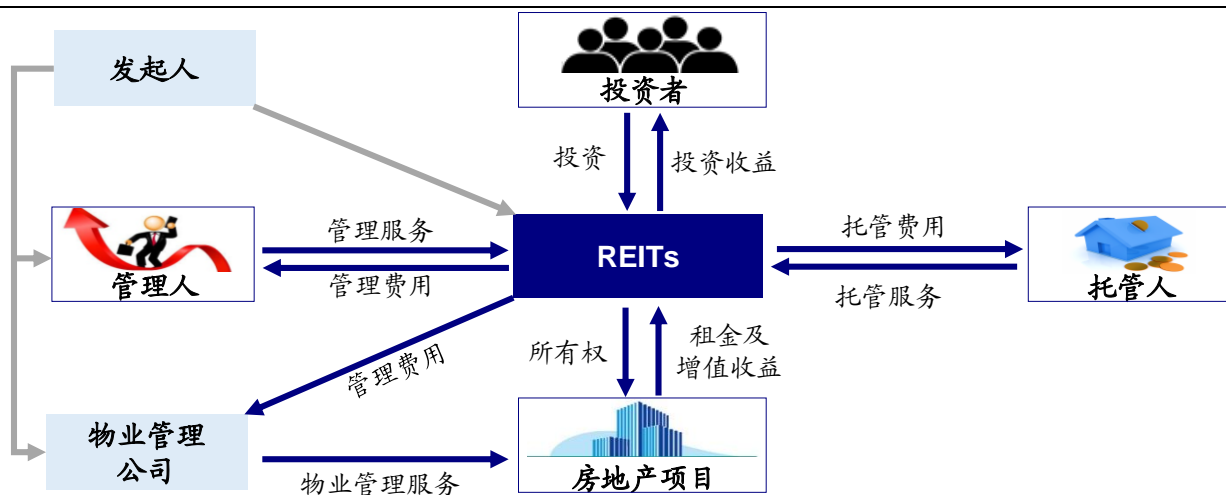 发起人
投资者
投资
投资收益
管理服务
管理费用
管理人
REITs
托管费用
托管服务
托管人
管理费用
所有权
租金及
增值收益
物业管理
公司
物业管理服务
房地产项目